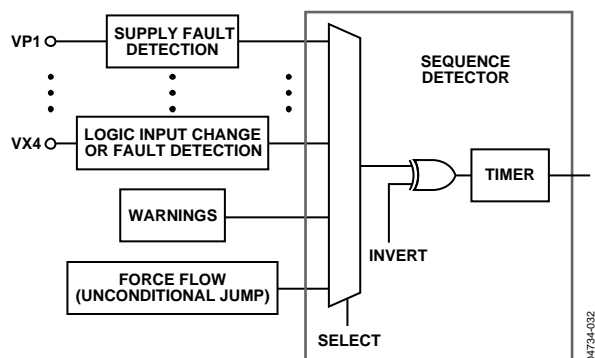 VP1
SUPPLY FAULT
DETECTION
SEQUENCE
DETECTOR
VX4
LOGIC INPUT CHANGE
OR FAULT DETECTION
TIMER
WARNINGS
INVERT
FORCE FLOW
(UNCONDITIONAL JUMP)
SELECT
04734-032